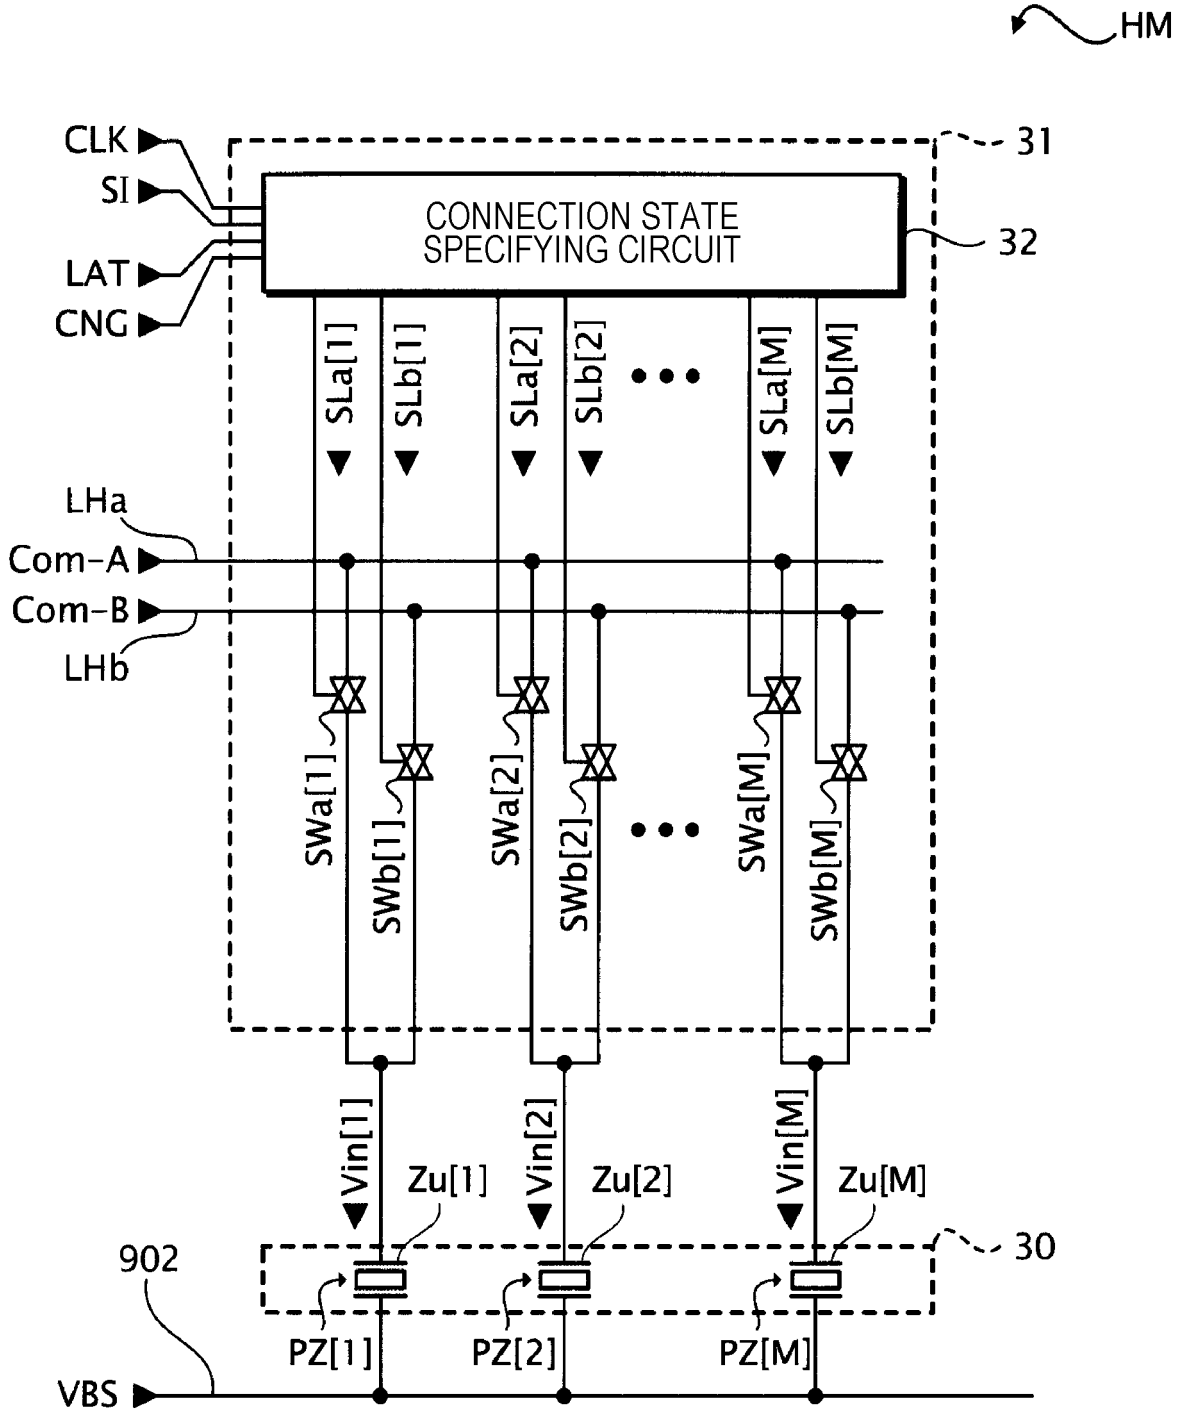 HM
CLK
31
SI
CONNECTION STATE
SPECIFYING CIRCUIT
32
LAT
CNG
SLa[1]
SLb[1]
SLa[2]
SLb[2]
SLa[M]
SLb[M]
LHa
Com-A
Com-B
LHb
SWa[1]
SWb[1]
SWa[2]
SWb[2]
SWa[M]
SWb[M]
Vin[1]
Vin[2]
Vin[M]
Zu[1]
Zu[2]
Zu[M]
902
30
PZ[1]
PZ[2]
PZ[M]
VBS